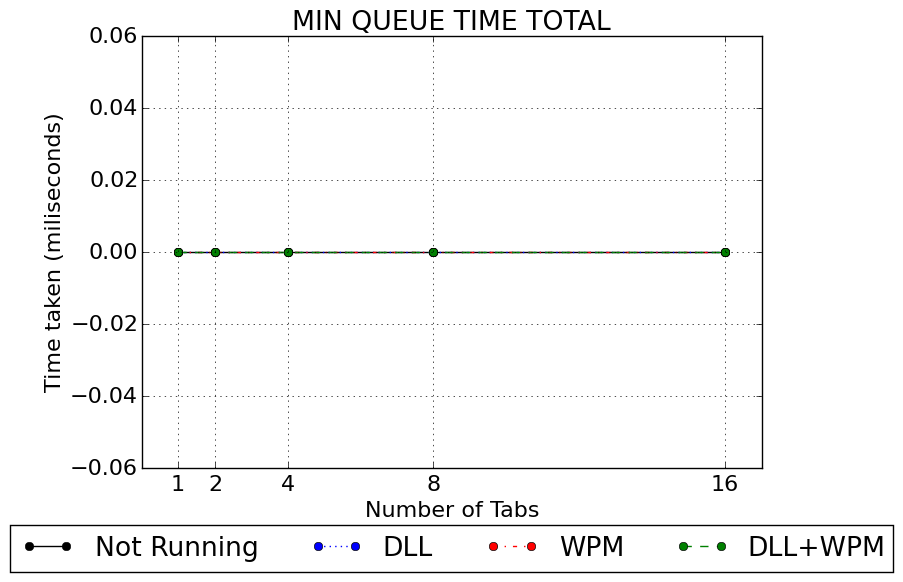 MIN QUEUE TIME TOTAL
0.06
0.04
0.02
0.00
−0.02
−0.04
−0.06
Time taken (miliseconds)
1 2 4 8 16
Number of Tabs
Not Running DLL WPM DLL+WPM